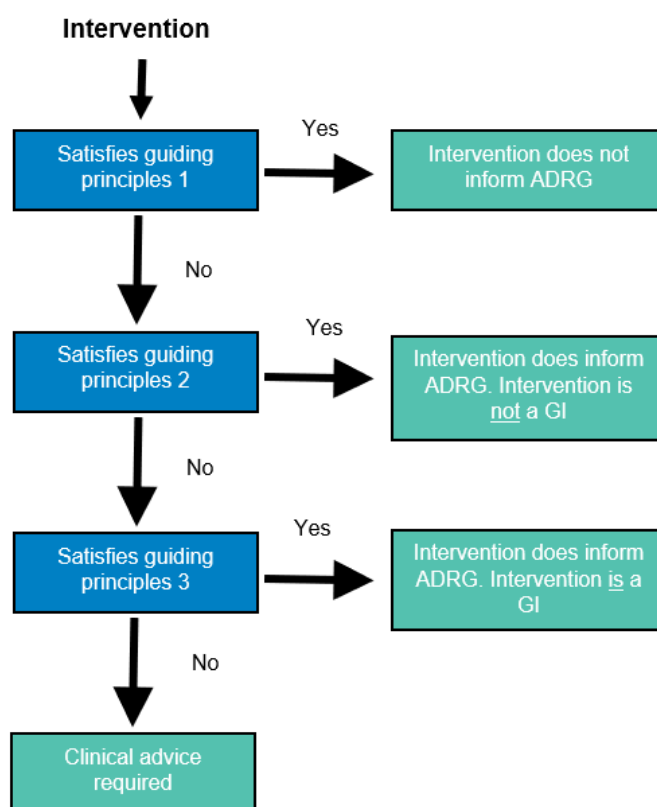 Intervention
Satisfies guiding
principles 1
Yes
Intervention does not
inform ADRG
No
Satisfies guiding
principles 2
Yes
Intervention does inform
ADRG. Intervention is
not a GI
No
Satisfies guiding
principles 3
Yes
Intervention does inform
ADRG. Intervention is a
GI
No
Clinical advice
required